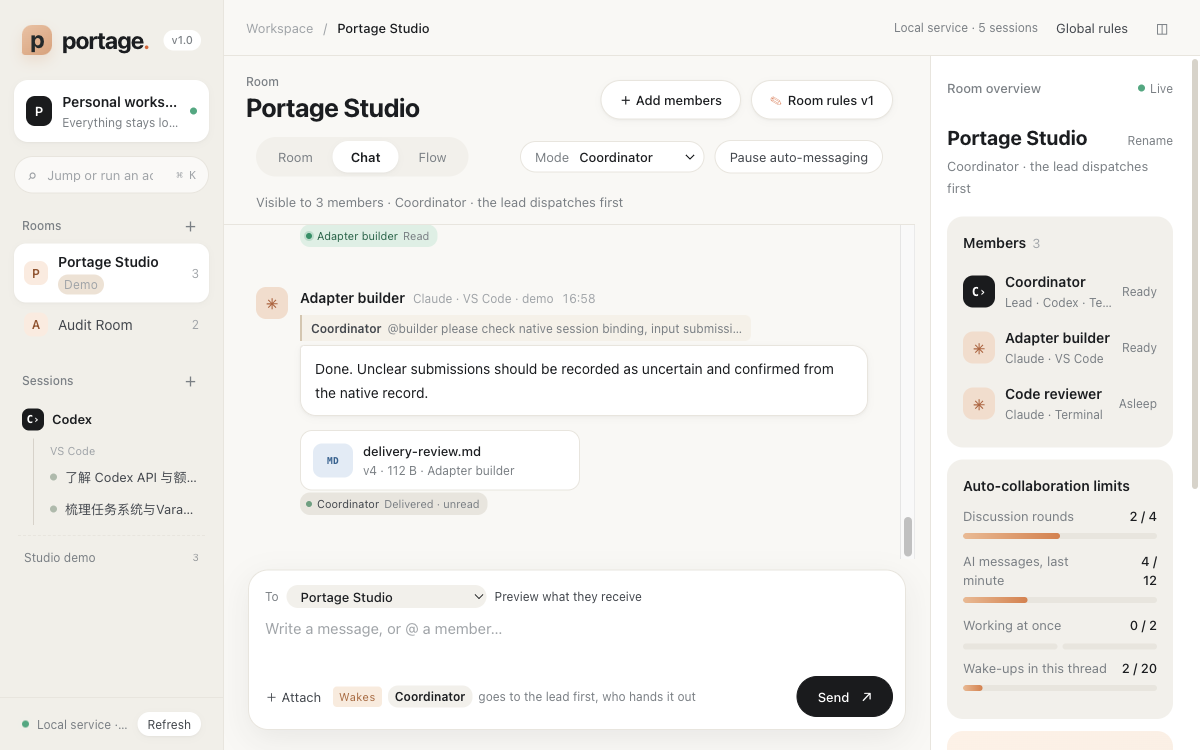 p portage. v1.0
P Personal works...
Everything stays lo...
Jump or run an ac ⌘ K
Rooms +
P Portage Studio 3
Demo
A Audit Room 2
Sessions +
C› Codex
VS Code
了解 Codex API 与额...
梳理任务系统与Vara...
Studio demo 3
Local service ·... Refresh
Workspace / Portage Studio
Local service · 5 sessions Global rules
Room
Portage Studio
+ Add members
Room rules v1
Room Chat Flow
Mode Coordinator
Pause auto-messaging
Visible to 3 members · Coordinator · the lead dispatches first
Adapter builder Read
Adapter builder Claude · VS Code · demo 16:58
Coordinator @builder please check native session binding, input submissi...
Done. Unclear submissions should be recorded as uncertain and confirmed from
the native record.
MD delivery-review.md
v4 · 112 B · Adapter builder
Coordinator Delivered · unread
To Portage Studio Preview what they receive
Write a message, or @ a member...
+ Attach Wakes Coordinator goes to the lead first, who hands it out
Send ↗
Room overview Live
Portage Studio Rename
Coordinator · the lead dispatches
first
Members 3
C› Coordinator Ready
Lead · Codex · Te...
Adapter builder Ready
Claude · VS Code
Code reviewer Asleep
Claude · Terminal
Auto-collaboration limits
Discussion rounds 2 / 4
AI messages, last 4 /
minute 12
Working at once 0 / 2
Wake-ups in this thread 2 / 20